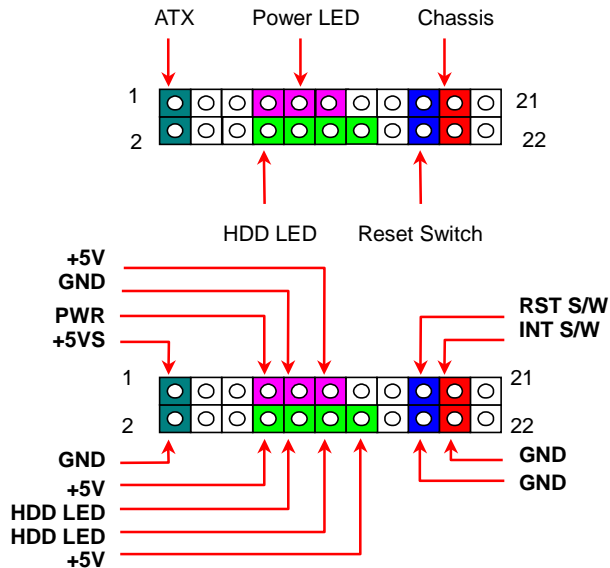 ATX Power LED Chassis
1 21
2 22
HDD LED Reset Switch
+5V
GND
PWR
+5VS
RST S/W
INT S/W
1 21
2 22
GND
+5V
HDD LED
HDD LED
+5V
GND
GND